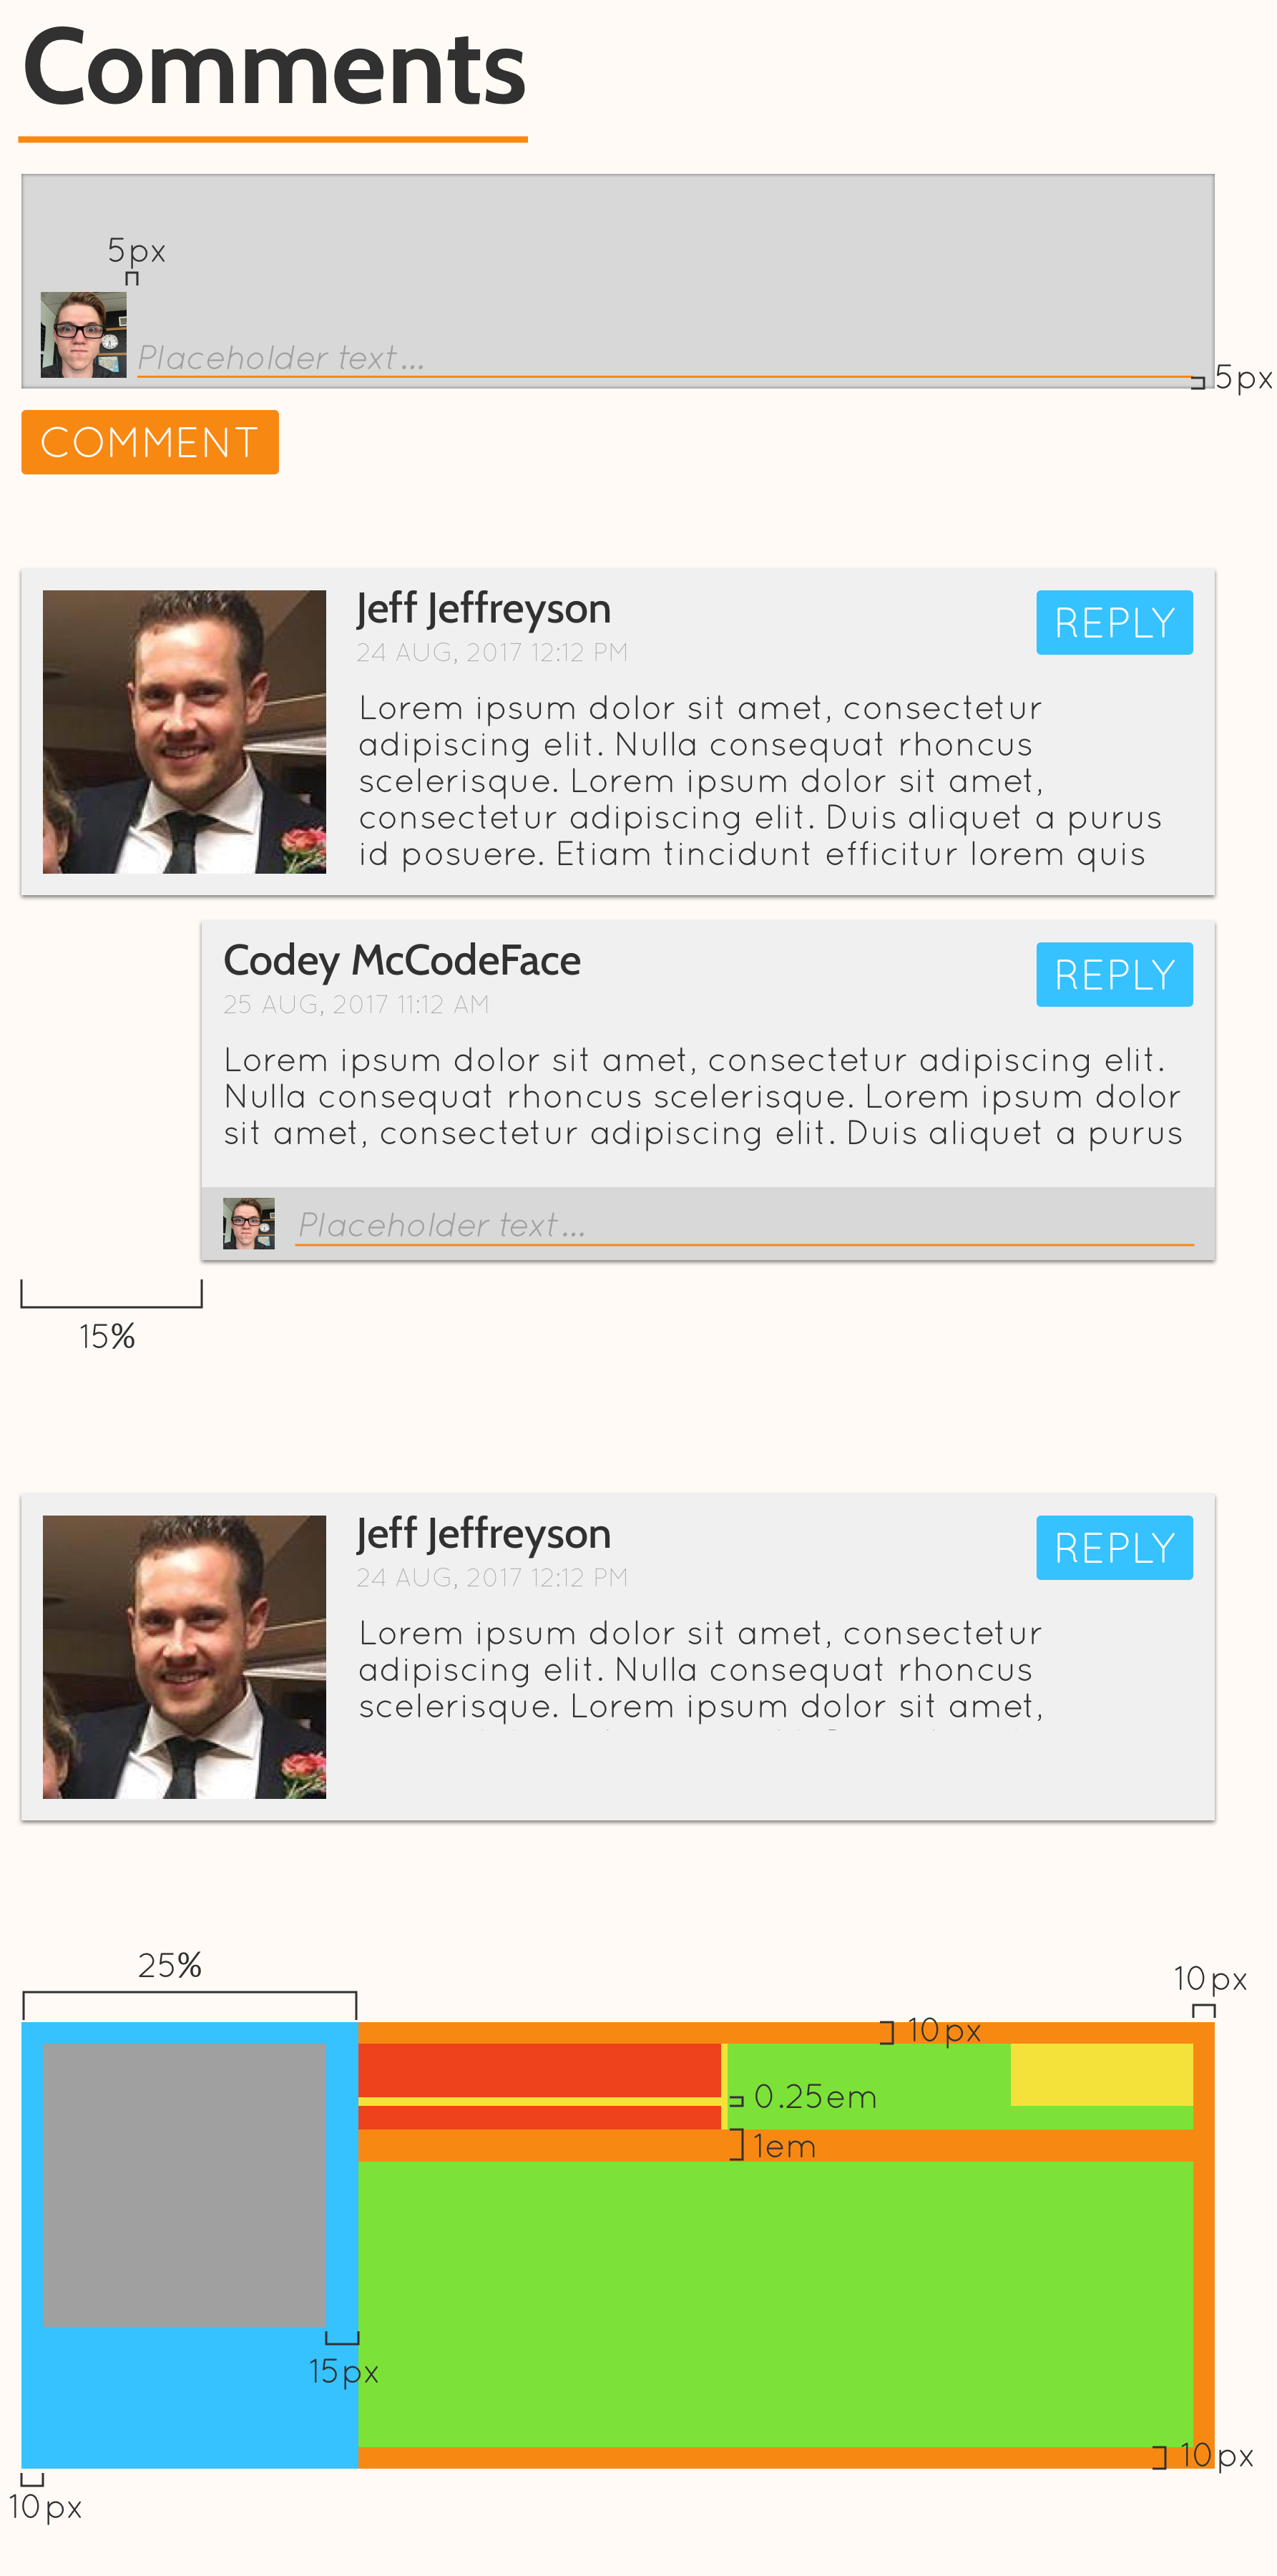 Comments
5px
Placeholder text...
5px
COMMENT
Jeff Jeffreyson
REPLY
24 AUG, 2017 12:12 PM
Lorem ipsum dolor sit amet, consectetur
adipiscing elit. Nulla consequat rhoncus
scelerisque. Lorem ipsum dolor sit amet,
consectetur adipiscing elit. Duis aliquet a purus
id posuere. Etiam tincidunt efficitur lorem quis
Codey McCodeFace
REPLY
25 AUG, 2017 11:12 AM
Lorem ipsum dolor sit amet, consectetur adipiscing elit.
Nulla consequat rhoncus scelerisque. Lorem ipsum dolor
sit amet, consectetur adipiscing elit. Duis aliquet a purus
Placeholder text...
15%
Jeff Jeffreyson
REPLY
24 AUG, 2017 12:12 PM
Lorem ipsum dolor sit amet, consectetur
adipiscing elit. Nulla consequat rhoncus
scelerisque. Lorem ipsum dolor sit amet,
25%
10px
10px
0.25em
1em
15px
10px
10px